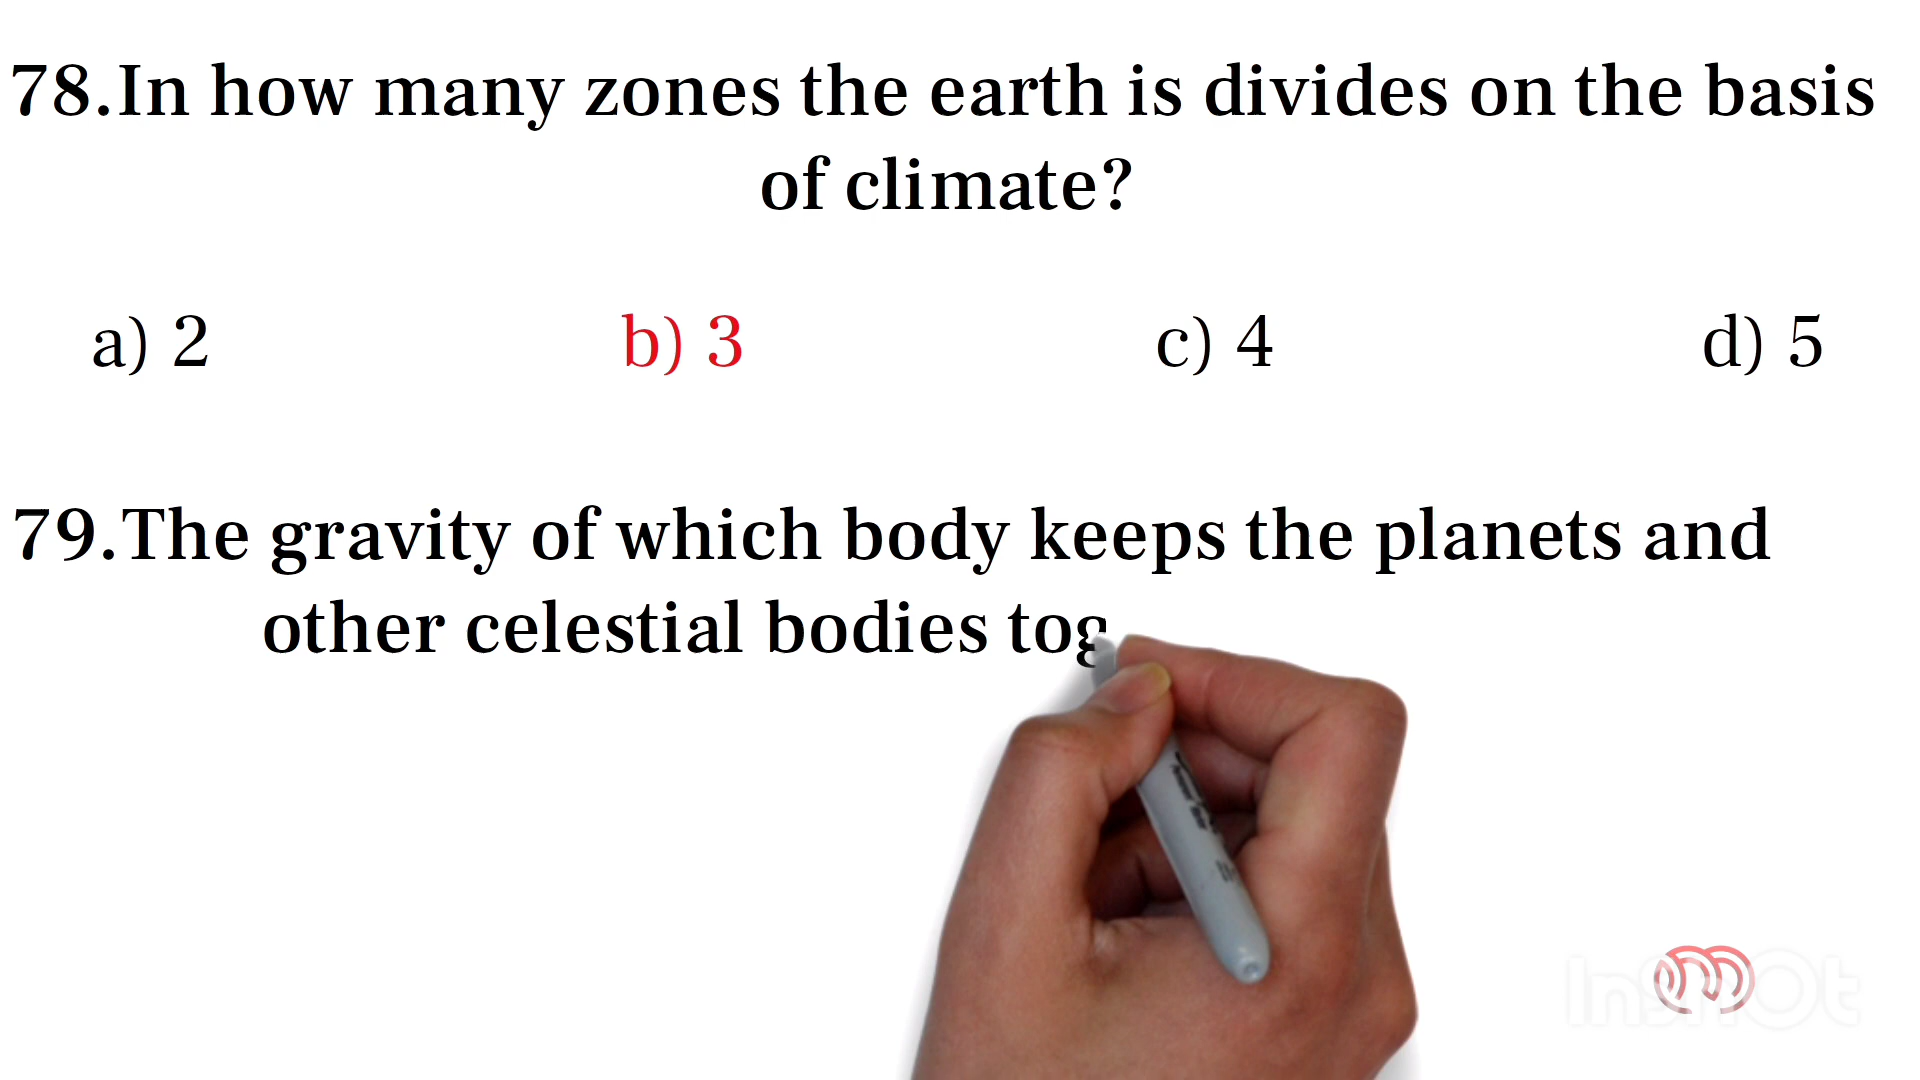 78.In how many zones the earth is divides on the basis
of climate?
a) 2 b) 3 c) 4 d) 5
79.The gravity of which body keeps the planets and
other celestial bodies tog
InShOt